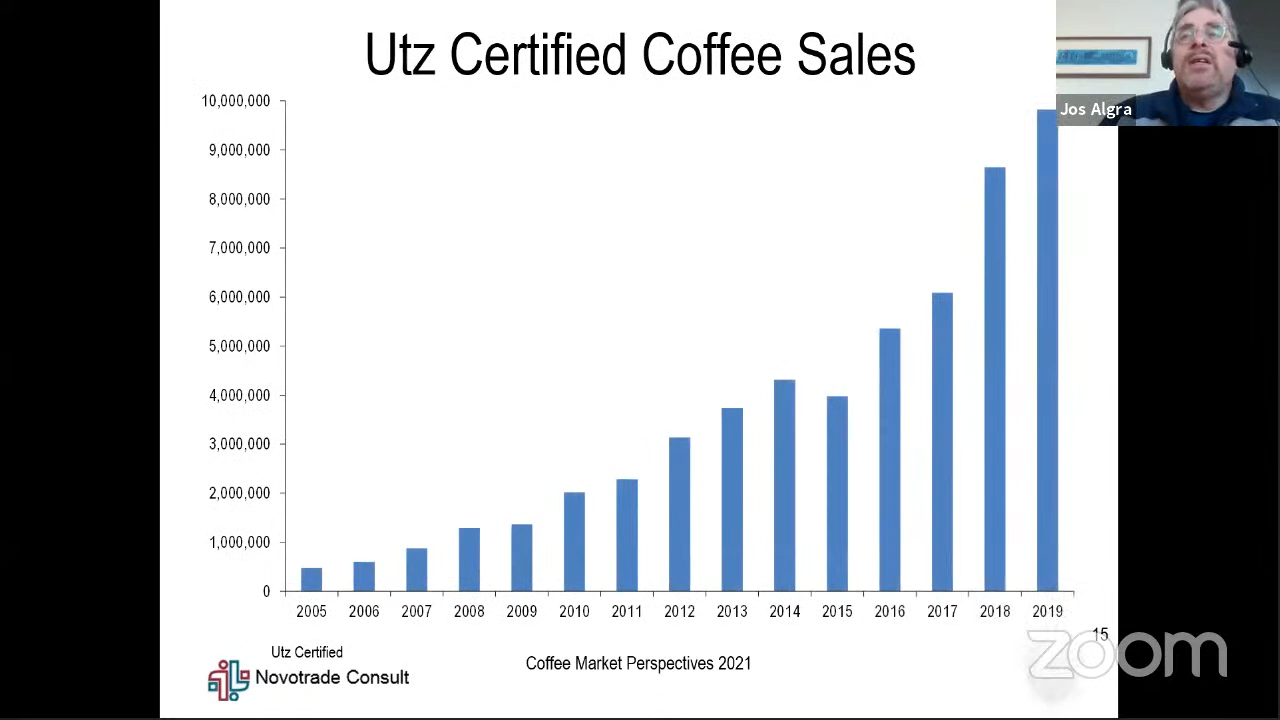 Utz Certified Coffee Sales
Jos Algra
10,000,000
9,000,000
8,000,000
7,000,000
6,000,000
5,000,000
4,000,000
3,000,000
2,000,000
1,000,000
0
2005 2006 2007 2008 2009 2010 2011 2012 2013 2014 2015 2016 2017 2018 2019
15
Utz Certified
Novotrade Consult
Coffee Market Perspectives 2021
zoom